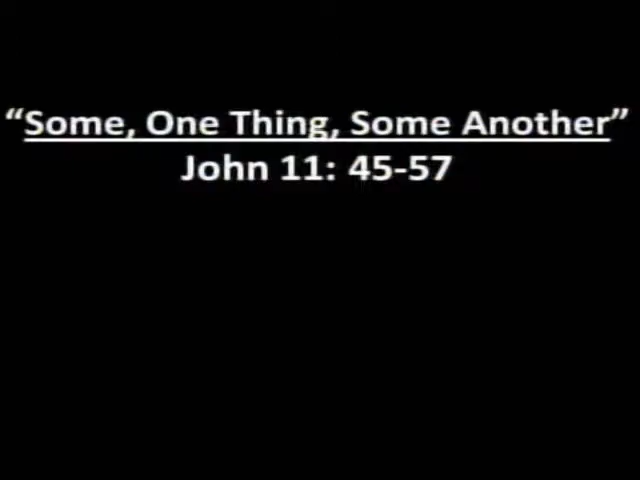 “Some, One Thing, Some Another”
John 11: 45-57